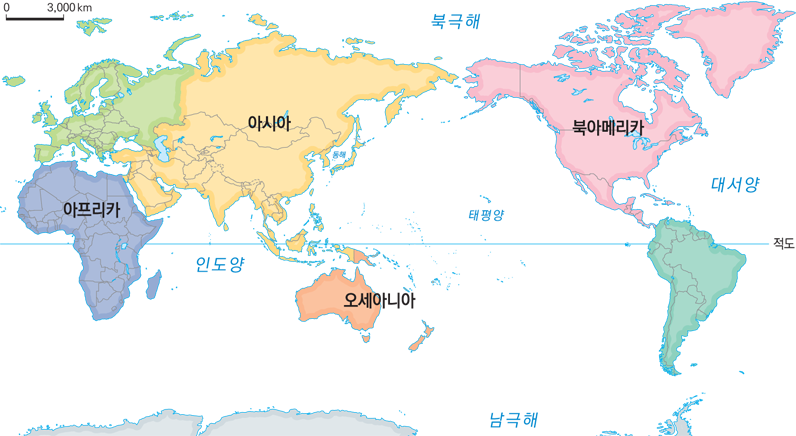 0 3,000 km
북극해
아시아
북아메리카
동해
대서양
아프리카
태평양
적도
인도양
오세아니아
남극해